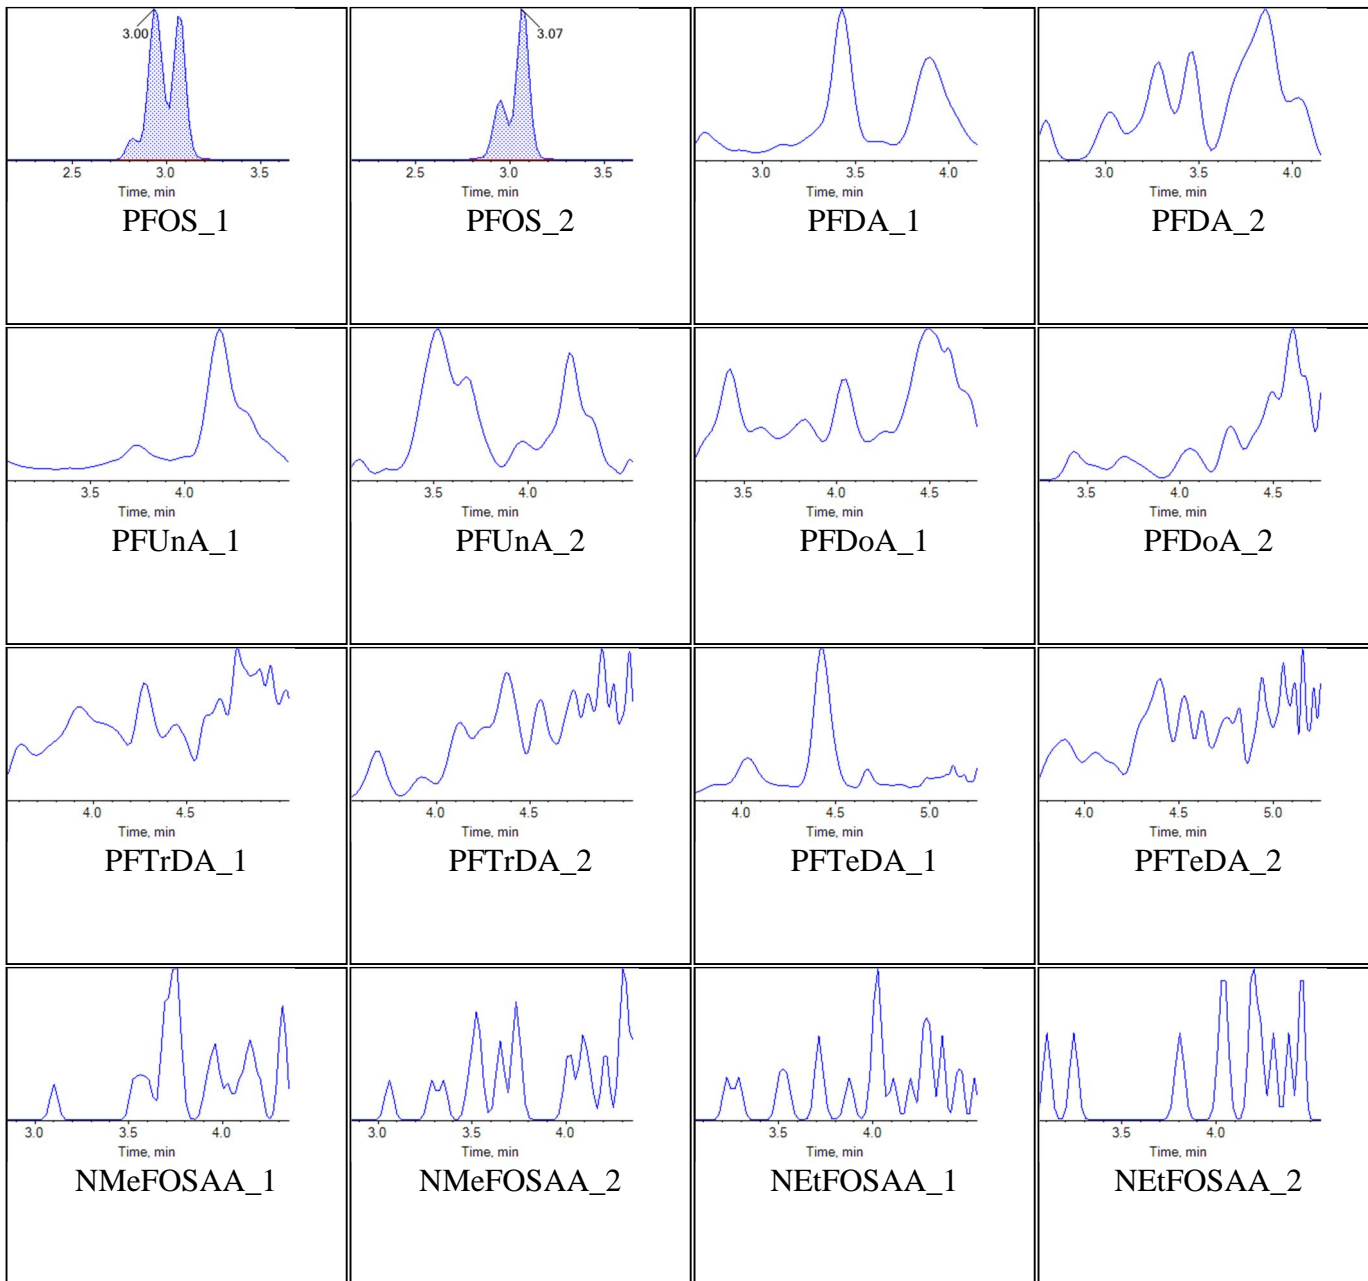 3.00
2.5 3.0 3.5
Time, min
PFOS_1
3.07
2.5 3.0 3.5
Time, min
PFOS_2
3.0 3.5 4.0
Time, min
PFDA_1
3.0 3.5 4.0
Time, min
PFDA_2
3.5 4.0
Time, min
PFUnA_1
3.5 4.0
Time, min
PFUnA_2
3.5 4.0 4.5
Time, min
PFDoA_1
3.5 4.0 4.5
Time, min
PFDoA_2
4.0 4.5
Time, min
PFTrDA_1
4.0 4.5
Time, min
PFTrDA_2
4.0 4.5 5.0
Time, min
PFTeDA_1
4.0 4.5 5.0
Time, min
PFTeDA_2
3.0 3.5 4.0
Time, min
NMeFOSAA_1
3.0 3.5 4.0
Time, min
NMeFOSAA_2
3.5 4.0
Time, min
NEtFOSAA_1
3.5 4.0
Time, min
NEtFOSAA_2